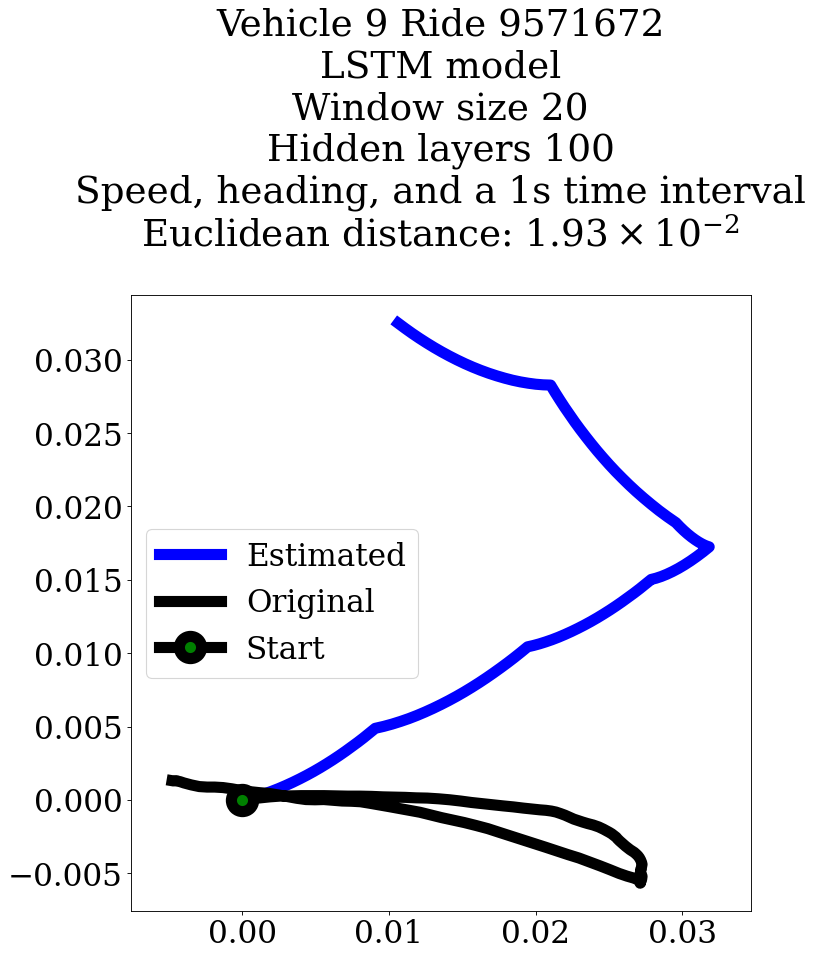 Vehicle 9 Ride 9571672
LSTM model
Window size 20
Hidden layers 100
Speed, heading, and a 1s time interval
Euclidean distance: 1.93 × 10⁻²
0.030
0.025
0.020
0.015
0.010
0.005
0.000
−0.005
Estimated
Original
Start
0.00 0.01 0.02 0.03